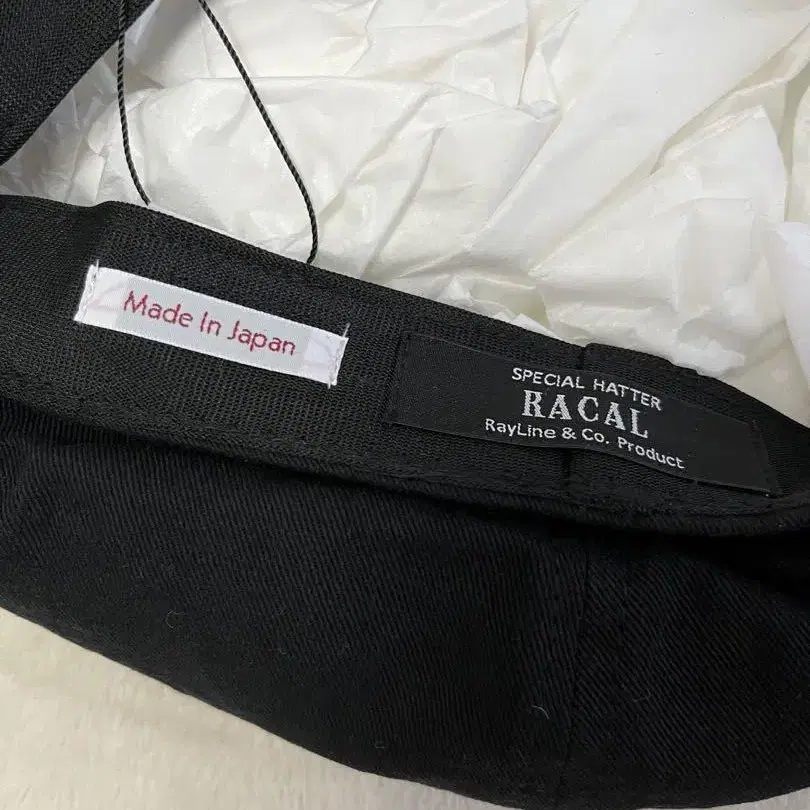 Made In Japan
SPECIAL HATTER
RACAL
RayLine & Co. Product